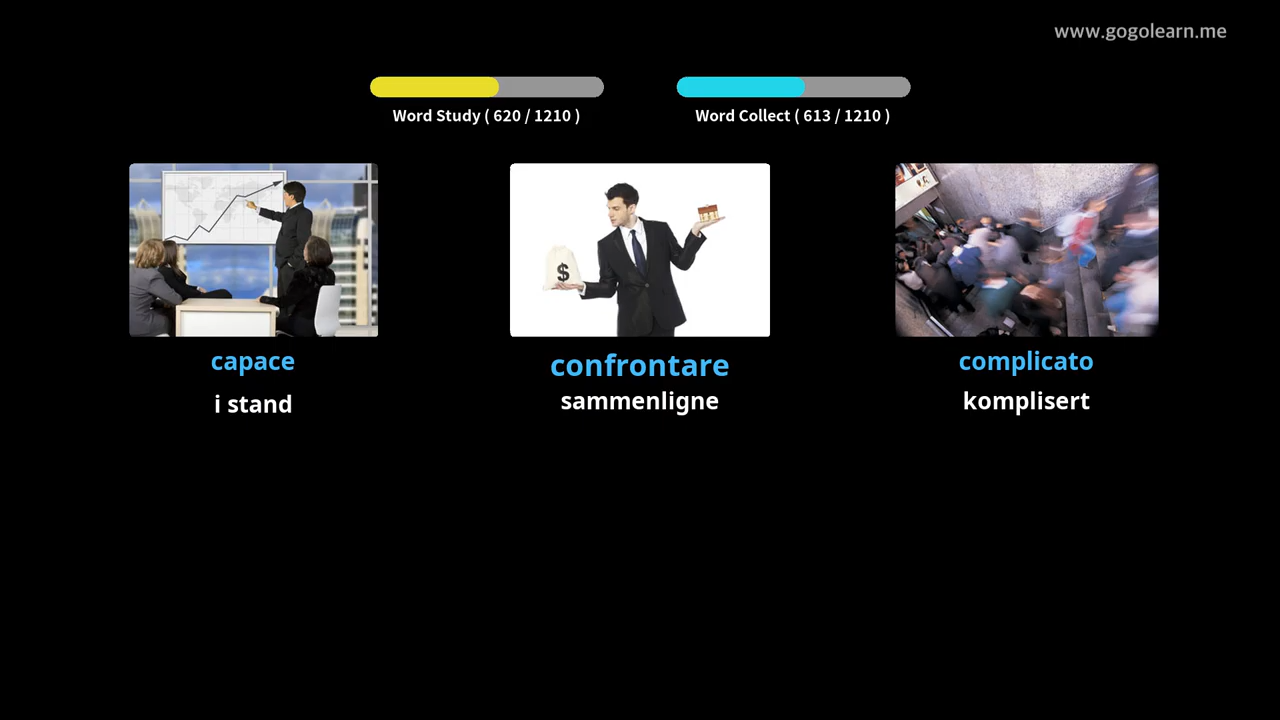 www.gogolearn.me
Word Study ( 620 / 1210 )
Word Collect ( 613 / 1210 )
capace
confrontare
complicato
i stand
sammenligne
komplisert
$